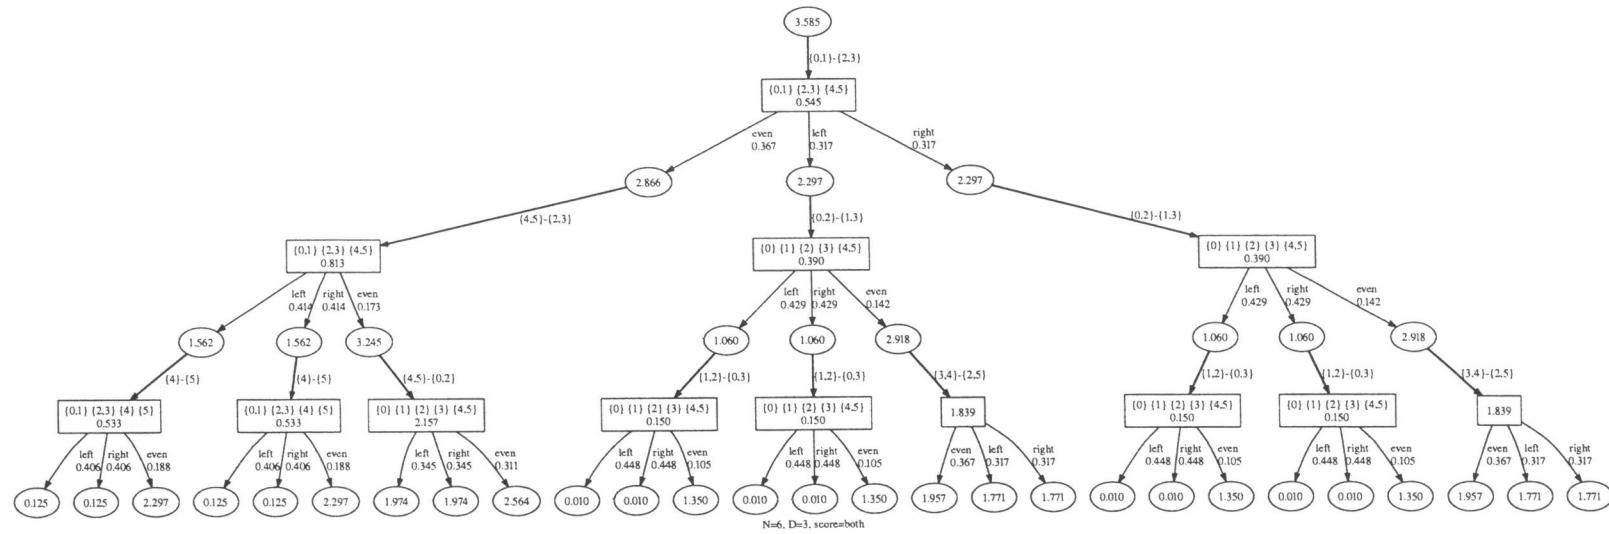 3.585
{0,1}-{2,3}
{0,1} {2,3} {4,5}
0.545
even
0.367
left
0.317
right
0.317
2.866
2.297
2.297
{4,5}-{2,3}
{0,2}-{1,3}
{0,2}-{1,3}
{0,1} {2,3} {4,5}
0.813
{0} {1} {2} {3} {4,5}
0.390
{0} {1} {2} {3} {4,5}
0.390
left
0.414
right
0.414
even
0.173
left
0.429
right
0.429
even
0.142
left
0.429
right
0.429
even
0.142
1.562
1.562
3.245
1.060
1.060
2.918
1.060
1.060
2.918
{4}-{5}
{4}-{5}
{4,5}-{0,2}
{1,2}-{0,3}
{1,2}-{0,3}
{3,4}-{2,5}
{1,2}-{0,3}
{1,2}-{0,3}
{3,4}-{2,5}
{0,1} {2,3} {4} {5}
0.533
{0,1} {2,3} {4} {5}
0.533
{0} {1} {2} {3} {4,5}
2.157
{0} {1} {2} {3} {4,5}
0.150
{0} {1} {2} {3} {4,5}
0.150
1.839
{0} {1} {2} {3} {4,5}
0.150
{0} {1} {2} {3} {4,5}
0.150
1.839
left
0.406
right
0.406
even
0.188
left
0.406
right
0.406
even
0.188
left
0.345
right
0.345
even
0.311
left
0.448
right
0.448
even
0.105
left
0.448
right
0.448
even
0.105
even
0.367
left
0.317
right
0.317
left
0.448
right
0.448
even
0.105
left
0.448
right
0.448
even
0.105
even
0.367
left
0.317
right
0.317
0.125
0.125
2.297
0.125
0.125
2.297
1.974
1.974
2.564
0.010
0.010
1.350
0.010
0.010
1.350
1.957
1.771
1.771
0.010
0.010
1.350
0.010
0.010
1.350
1.957
1.771
1.771
N=6, D=3, score=both